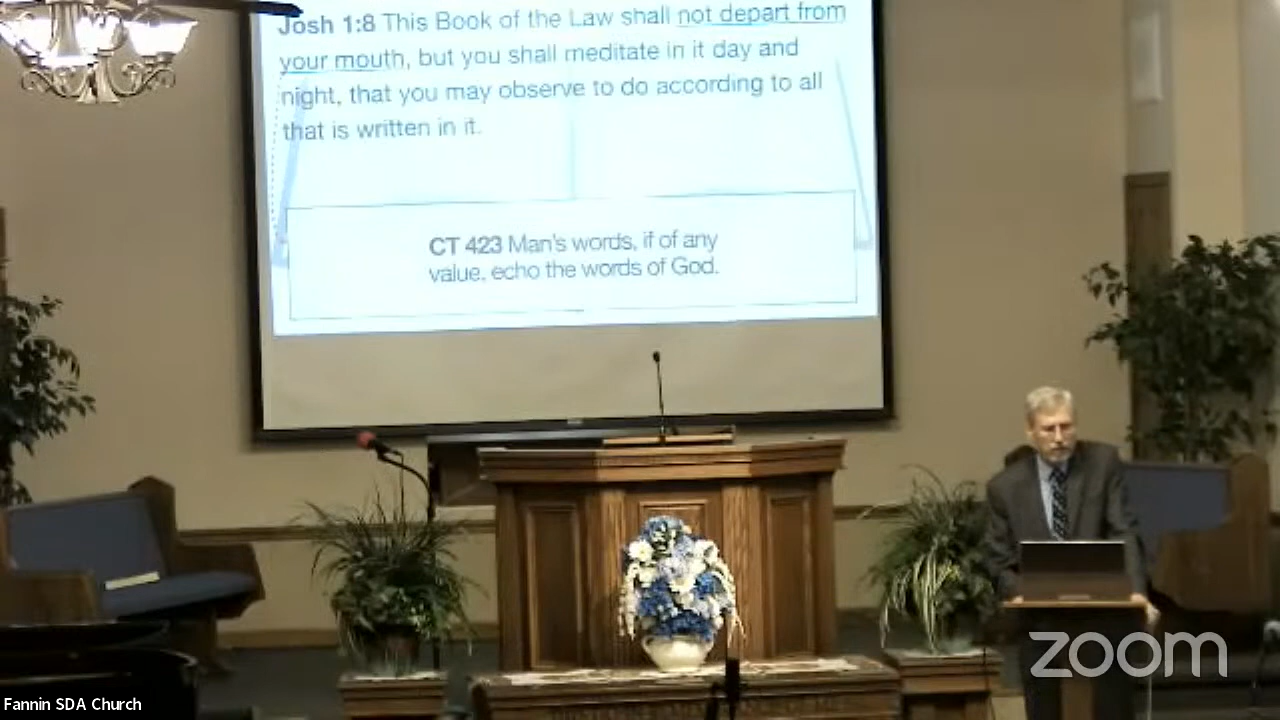 Josh 1:8 This Book of the Law shall not depart from
your mouth, but you shall meditate in it day and
night, that you may observe to do according to all
that is written in it.
CT 423 Man's words, if of any
value, echo the words of God.
zoom
Fannin SDA Church